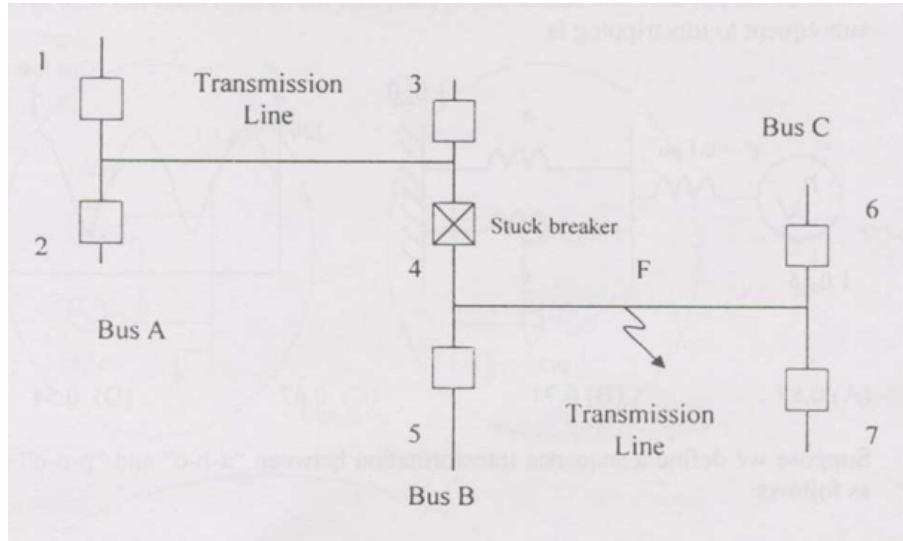 1
Transmission
Line
3
Bus C
6
2
Stuck breaker
4
F
Bus A
5
Transmission
Line
7
Bus B